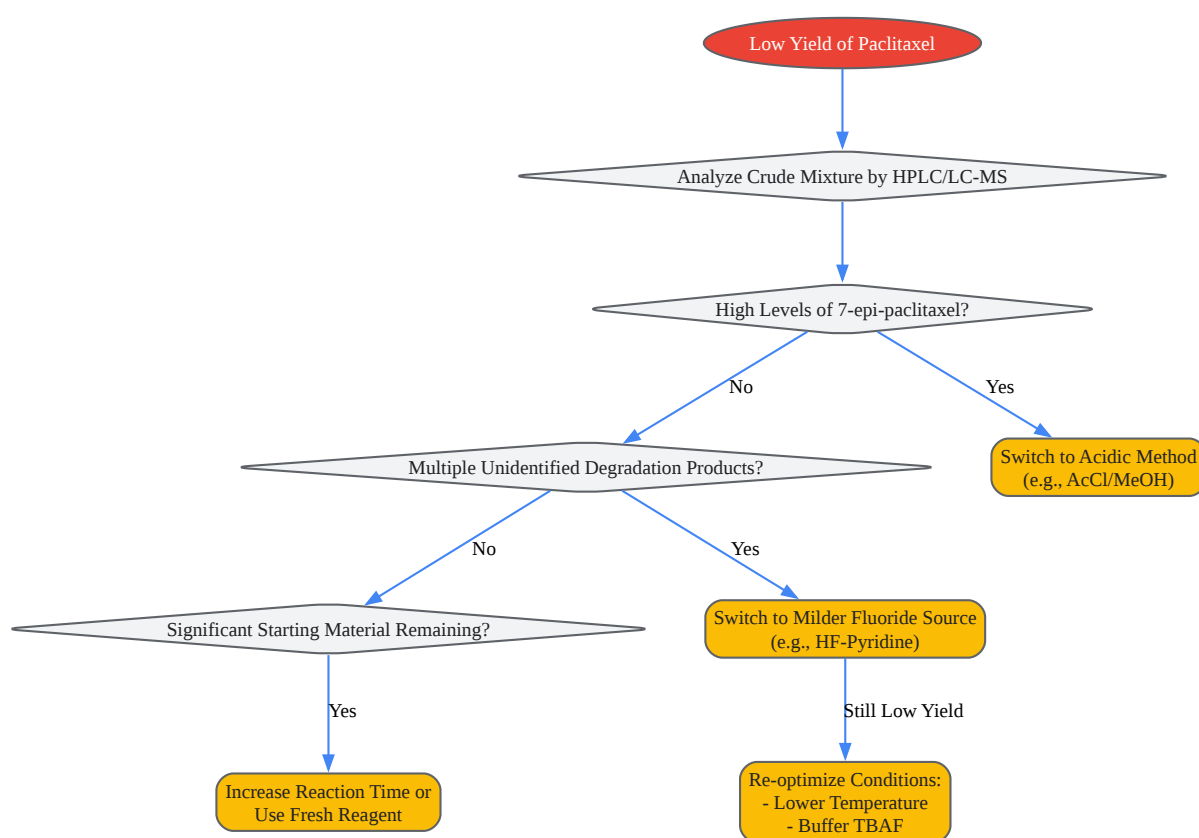 Low Yield of Paclitaxel
Analyze Crude Mixture by HPLC/LC-MS
High Levels of 7-epi-paclitaxel?
No
Yes
Multiple Unidentified Degradation Products?
Switch to Acidic Method
(e.g., AcCl/MeOH)
No
Yes
Significant Starting Material Remaining?
Switch to Milder Fluoride Source
(e.g., HF-Pyridine)
Yes
Still Low Yield
Increase Reaction Time or
Use Fresh Reagent
Re-optimize Conditions:
- Lower Temperature
- Buffer TBAF